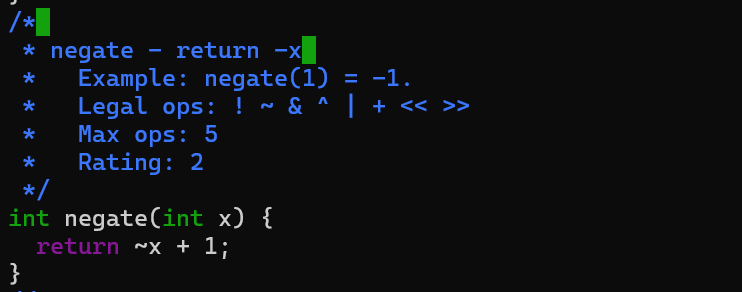 /*
 * negate - return -x
 *   Example: negate(1) = -1.
 *   Legal ops: ! ~ & ^ | + << >>
 *   Max ops: 5
 *   Rating: 2
 */
int negate(int x) {
  return ~x + 1;
}